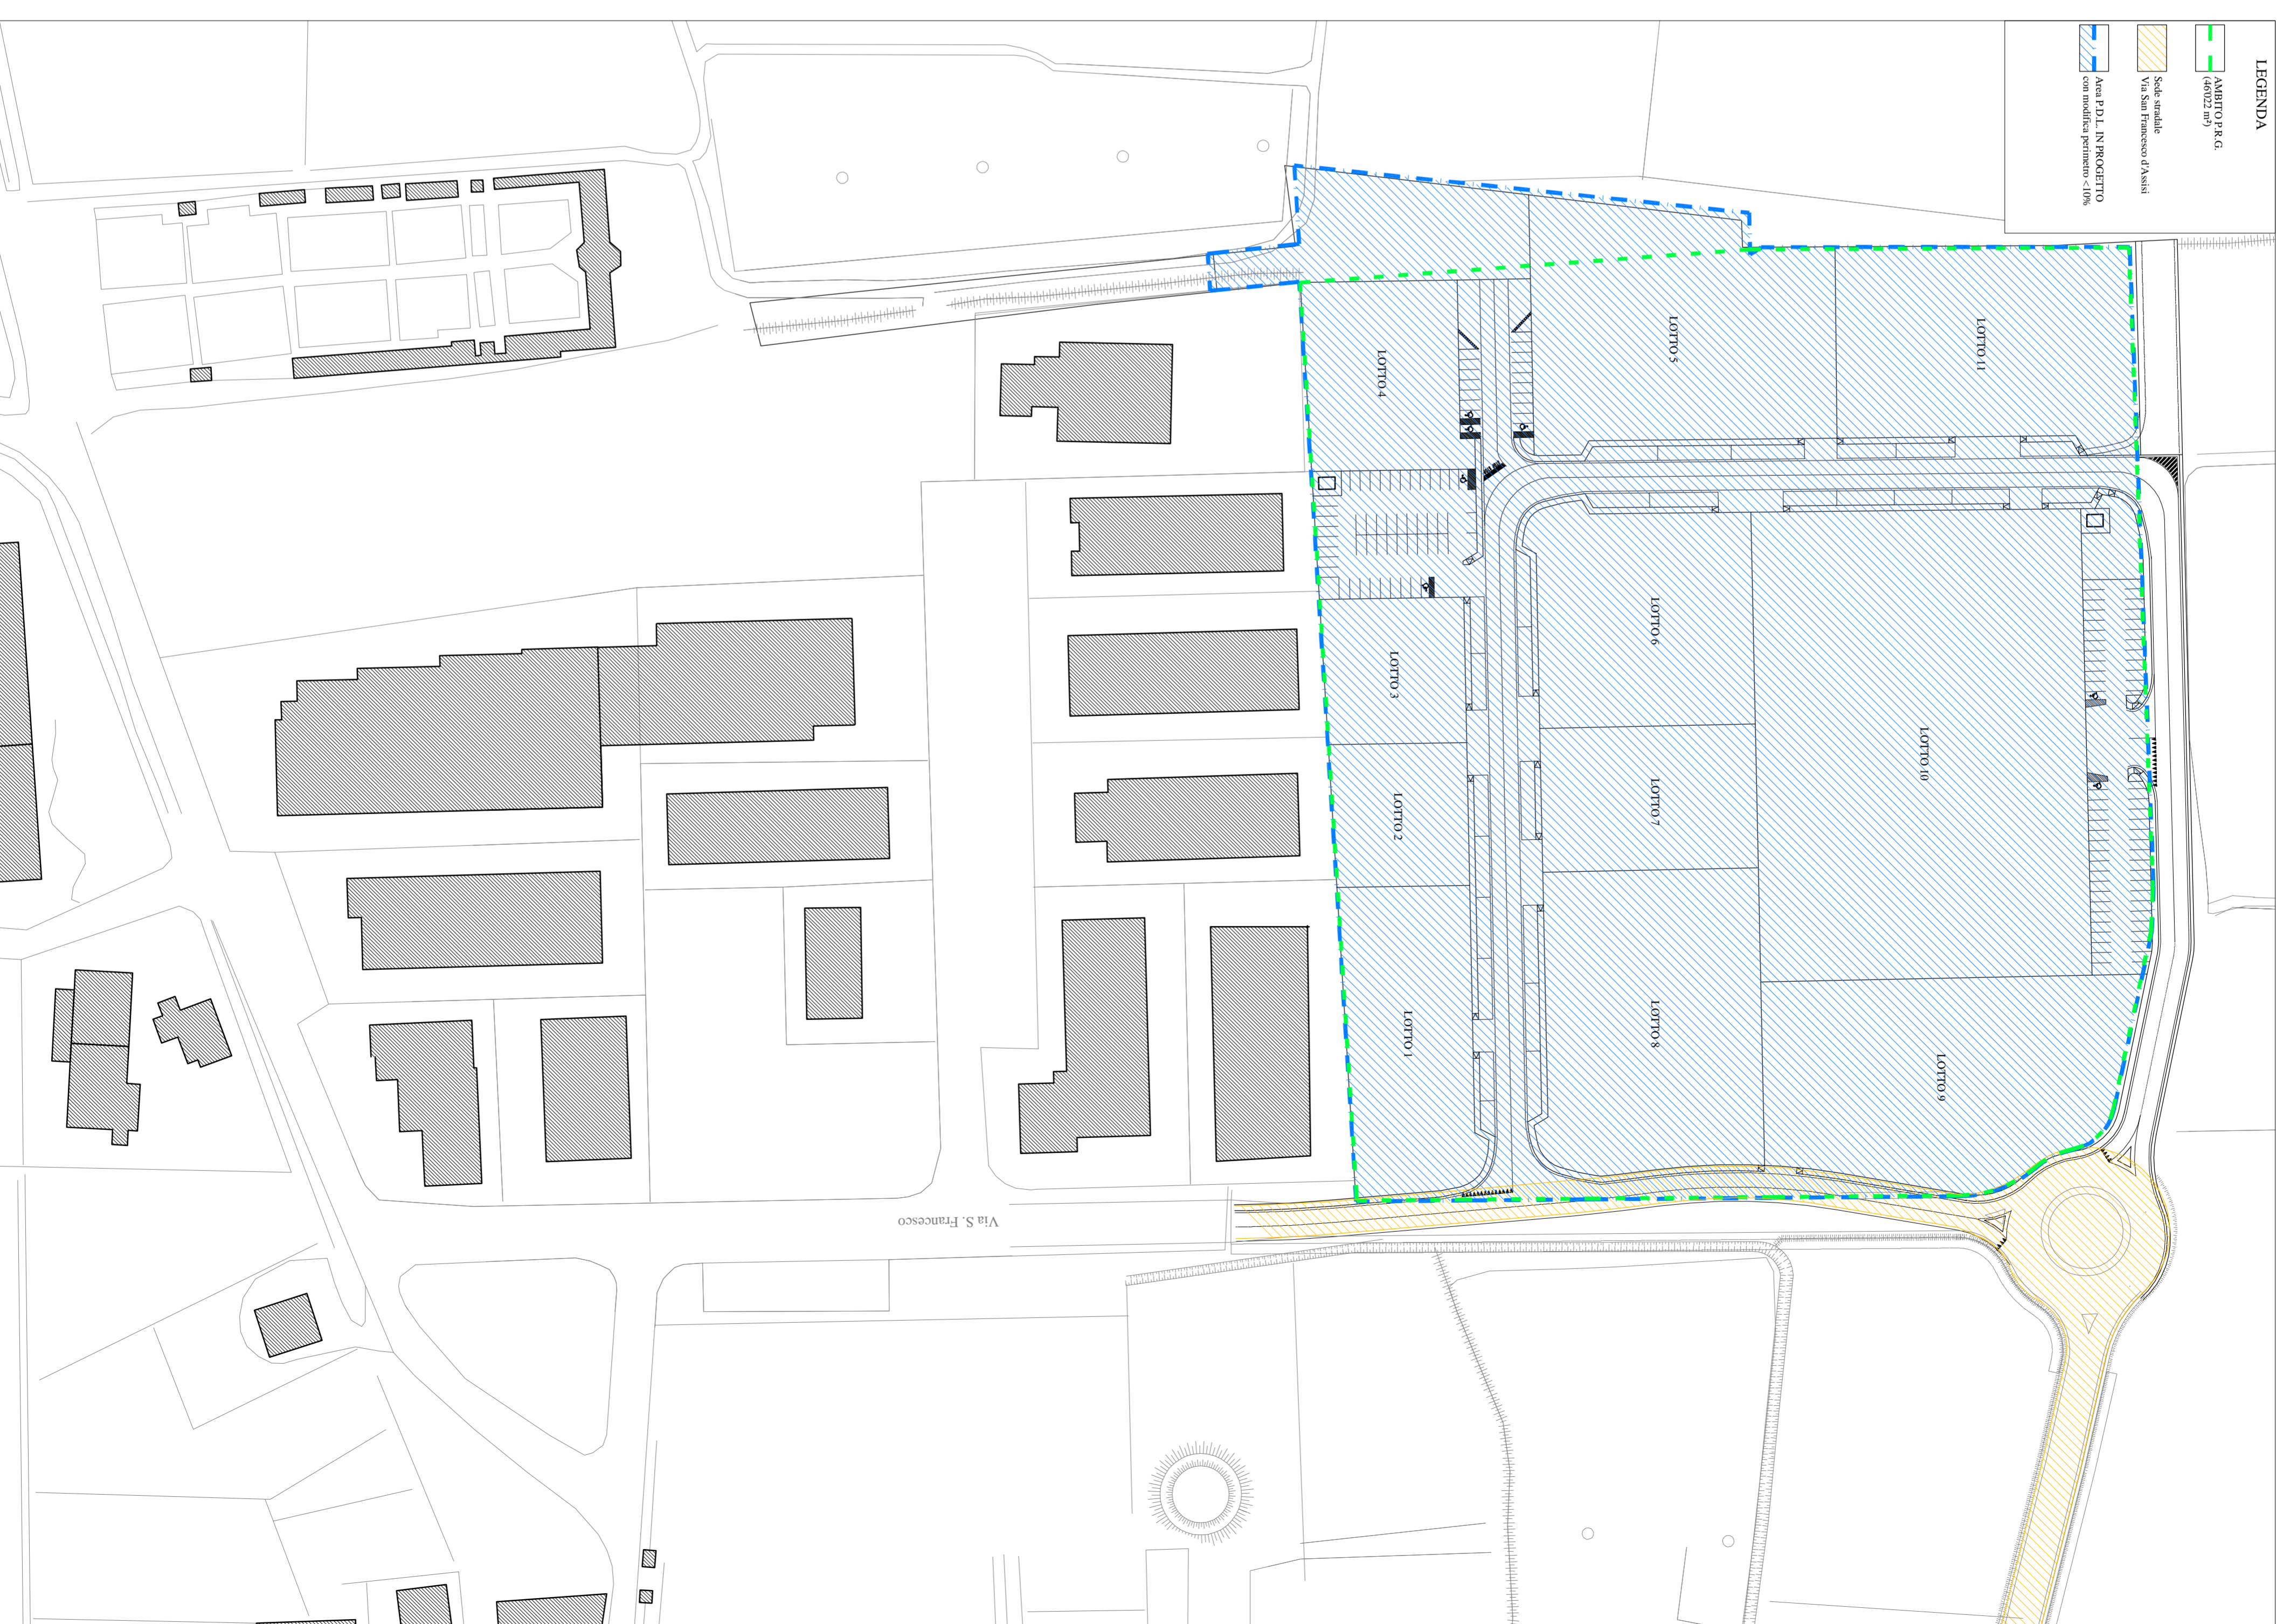 LEGENDA
AMBITO P.R.G.
(46'022 m²)
Sede stradale
Via San Francesco d'Assisi
Area P.D.L. IN PROGETTO
con modifica perimetro <10%
LOTTO 11
LOTTO 5
LOTTO 4
LOTTO 6
LOTTO 3
LOTTO 10
LOTTO 7
LOTTO 2
LOTTO 9
LOTTO 8
LOTTO 1
Via S. Francesco